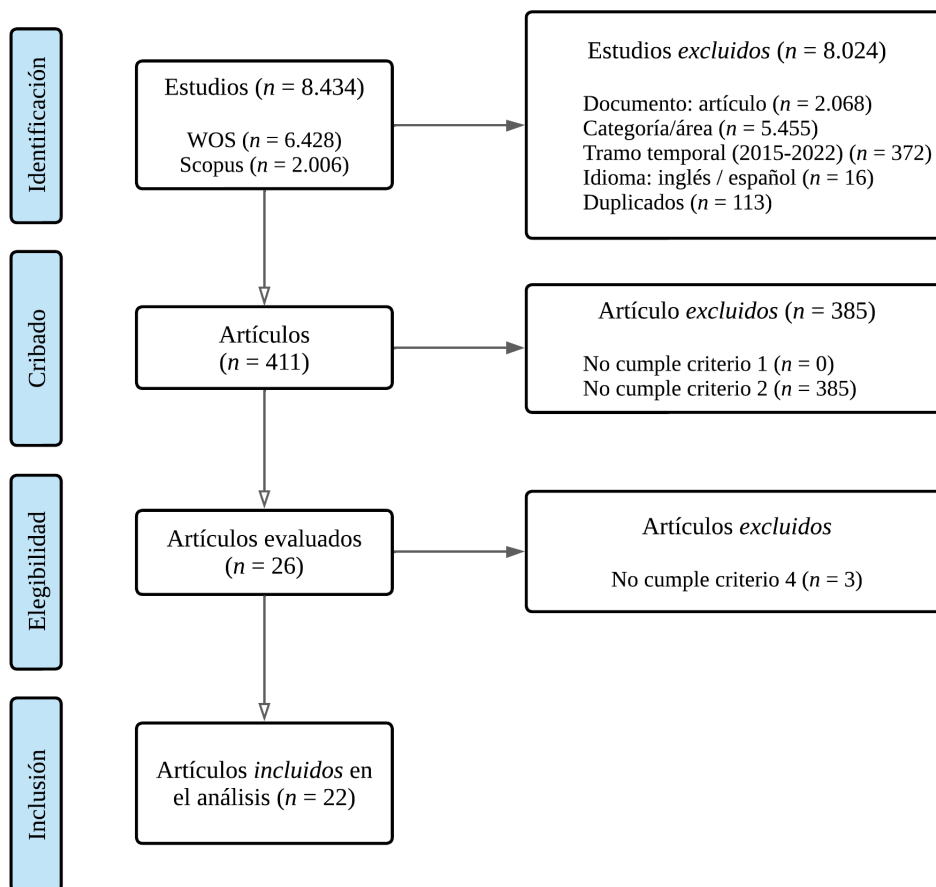 Identificación
Estudios (n = 8.434)
WOS (n = 6.428)
Scopus (n = 2.006)
Estudios excluidos (n = 8.024)
Documento: artículo (n = 2.068)
Categoría/área (n = 5.455)
Tramo temporal (2015-2022) (n = 372)
Idioma: inglés / español (n = 16)
Duplicados (n = 113)
Cribado
Artículos
(n = 411)
Artículo excluidos (n = 385)
No cumple criterio 1 (n = 0)
No cumple criterio 2 (n = 385)
Elegibilidad
Artículos evaluados
(n = 26)
Artículos excluidos
No cumple criterio 4 (n = 3)
Inclusión
Artículos incluidos en
el análisis (n = 22)